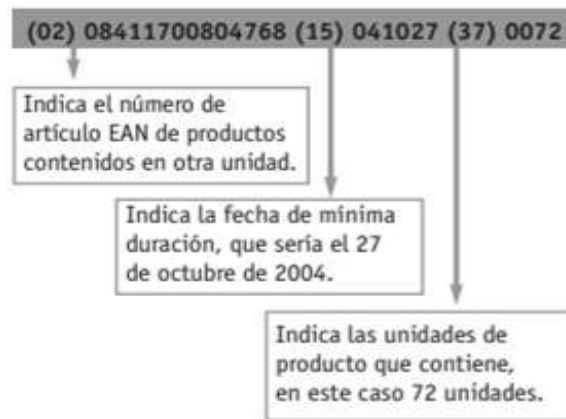 (02) 08411700804768 (15) 041027 (37) 0072
Indica el número de
artículo EAN de productos
contenidos en otra unidad.
Indica la fecha de mínima
duración, que sería el 27
de octubre de 2004.
Indica las unidades de
producto que contiene,
en este caso 72 unidades.